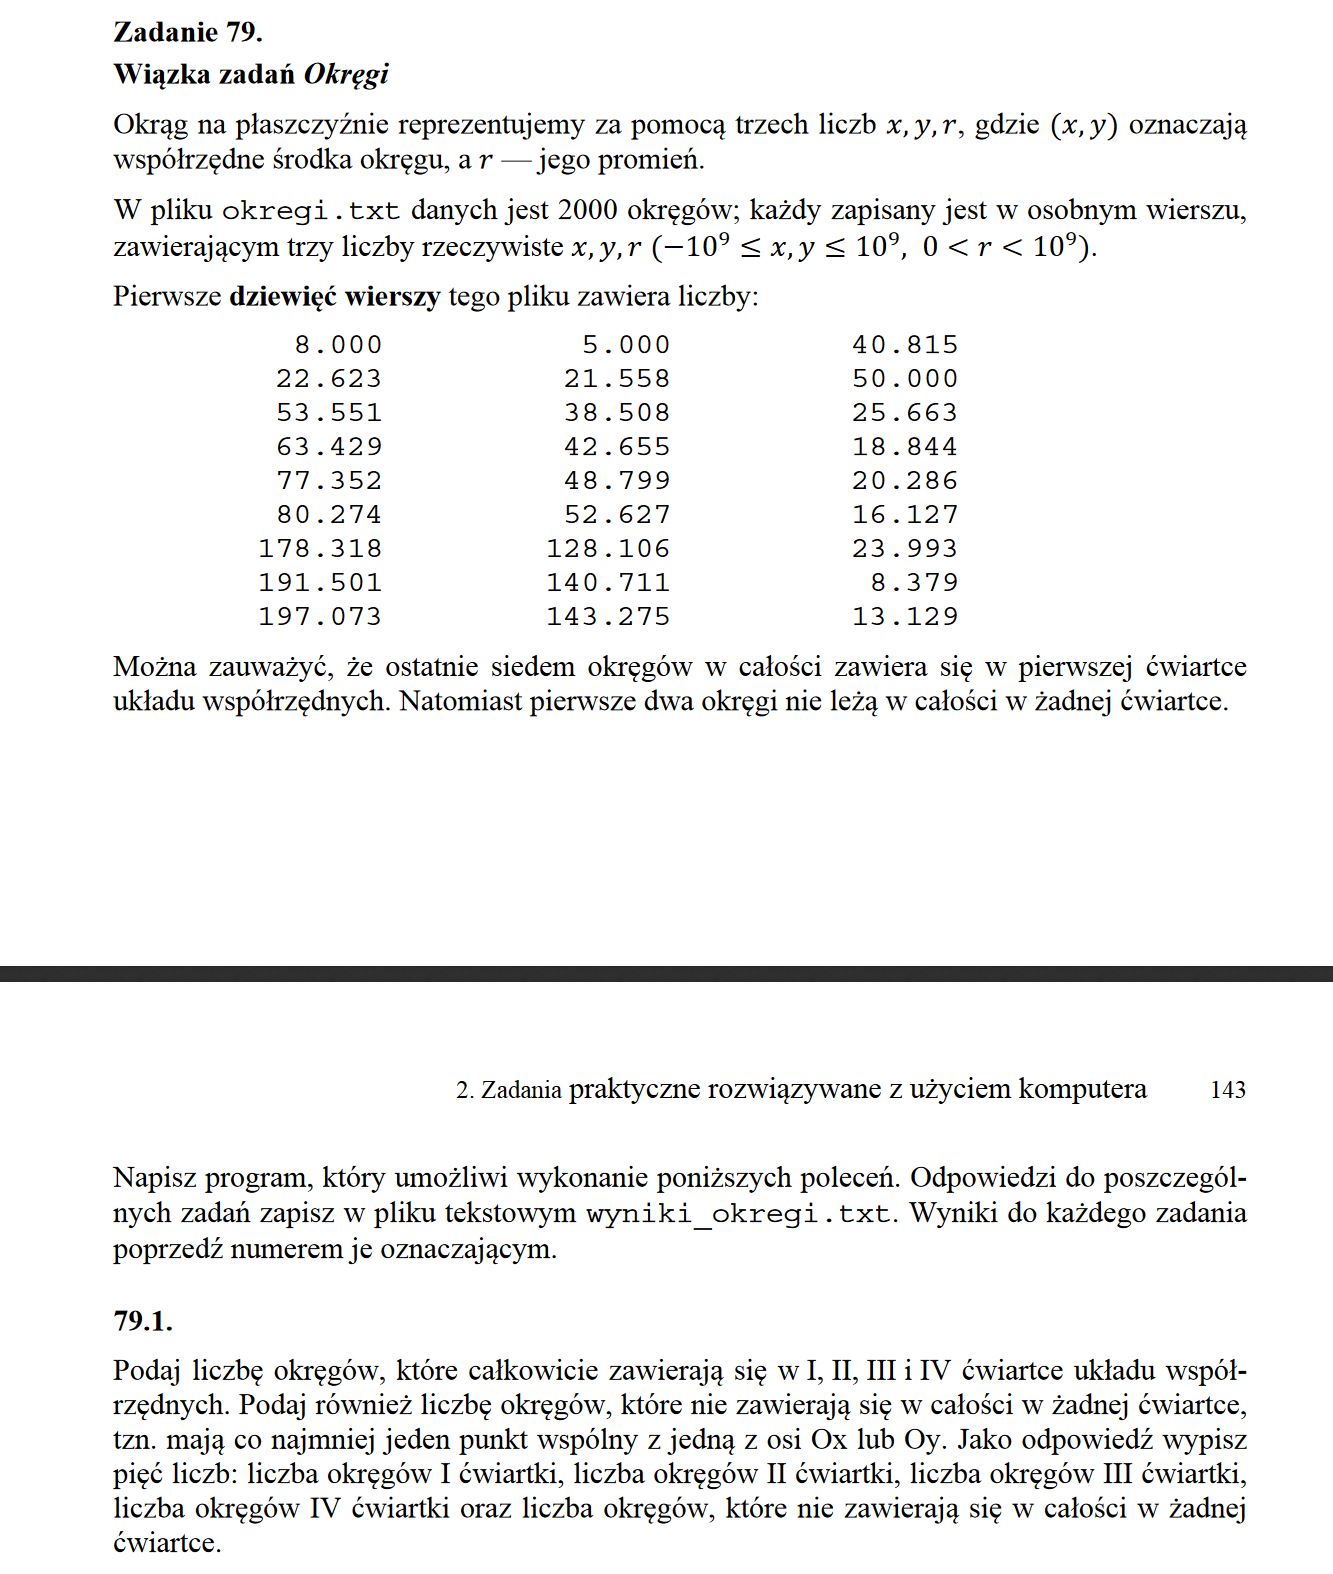 Zadanie 79.
Wiązka zadań Okręgi
Okrąg na płaszczyźnie reprezentujemy za pomocą trzech liczb x, y, r, gdzie (x, y) oznaczają
współrzędne środka okręgu, a r — jego promień.
W pliku okregi.txt danych jest 2000 okręgów; każdy zapisany jest w osobnym wierszu,
zawierającym trzy liczby rzeczywiste x, y, r (−10⁹ ≤ x, y ≤ 10⁹, 0 < r < 10⁹).
Pierwsze dziewięć wierszy tego pliku zawiera liczby:
8.000 5.000 40.815
22.623 21.558 50.000
53.551 38.508 25.663
63.429 42.655 18.844
77.352 48.799 20.286
80.274 52.627 16.127
178.318 128.106 23.993
191.501 140.711 8.379
197.073 143.275 13.129
Można zauważyć, że ostatnie siedem okręgów w całości zawiera się w pierwszej ćwiartce
układu współrzędnych. Natomiast pierwsze dwa okręgi nie leżą w całości w żadnej ćwiartce.
2. Zadania praktyczne rozwiązywane z użyciem komputera 143
Napisz program, który umożliwi wykonanie poniższych poleceń. Odpowiedzi do poszczegól-
nych zadań zapisz w pliku tekstowym wyniki_okregi.txt. Wyniki do każdego zadania
poprzedź numerem je oznaczającym.
79.1.
Podaj liczbę okręgów, które całkowicie zawierają się w I, II, III i IV ćwiartce układu współ-
rzędnych. Podaj również liczbę okręgów, które nie zawierają się w całości w żadnej ćwiartce,
tzn. mają co najmniej jeden punkt wspólny z jedną z osi Ox lub Oy. Jako odpowiedź wypisz
pięć liczb: liczba okręgów I ćwiartki, liczba okręgów II ćwiartki, liczba okręgów III ćwiartki,
liczba okręgów IV ćwiartki oraz liczba okręgów, które nie zawierają się w całości w żadnej
ćwiartce.